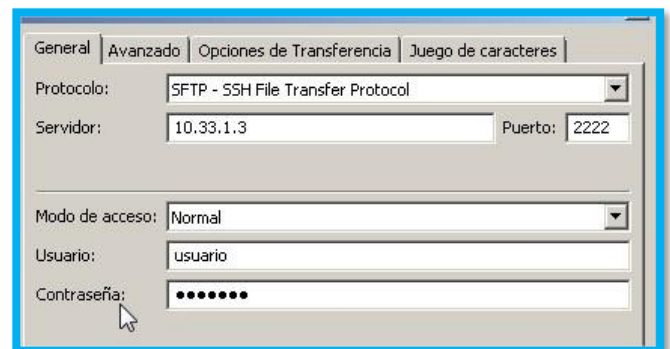 General Avanzado Opciones de Transferencia Juego de caracteres
Protocolo: SFTP - SSH File Transfer Protocol
Servidor: 10.33.1.3 Puerto: 2222
Modo de acceso: Normal
Usuario: usuario
Contraseña: •••••••